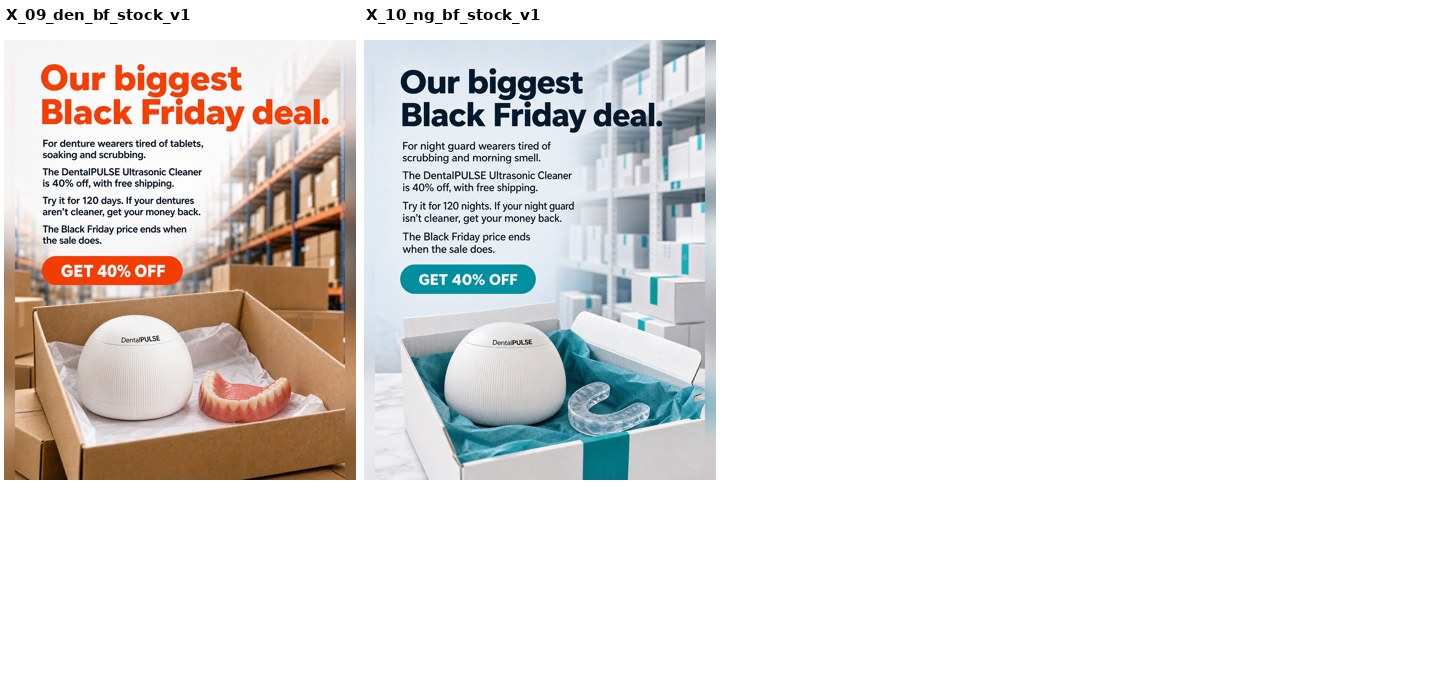 X_09_den_bf_stock_v1
Our biggest
Black Friday deal.
For denture wearers tired of tablets,
soaking and scrubbing.
The DentalPULSE Ultrasonic Cleaner
is 40% off, with free shipping.
Try it for 120 days. If your dentures
aren't cleaner, get your money back.
The Black Friday price ends when
the sale does.
GET 40% OFF
DentalPULSE
X_10_ng_bf_stock_v1
Our biggest
Black Friday deal.
For night guard wearers tired of
scrubbing and morning smell.
The DentalPULSE Ultrasonic Cleaner
is 40% off, with free shipping.
Try it for 120 nights. If your night guard
isn't cleaner, get your money back.
The Black Friday price ends
when the sale does.
GET 40% OFF
DentalPULSE